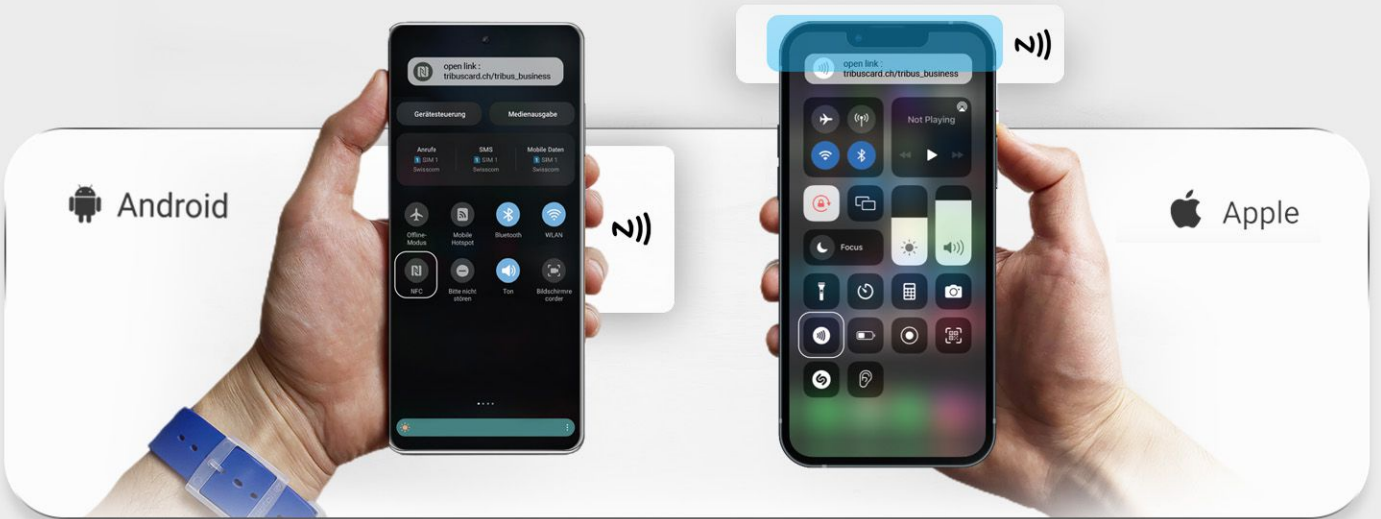 Android
open link :
tribuscard.ch/tribus_business
Gerätesteuerung
Medienausgabe
Anrufe
SIM 1
Swisscom
SMS
SIM 1
Swisscom
Mobile Daten
SIM 1
Swisscom
Offline-
Modus
Mobile
Hotspot
Bluetooth
WLAN
NFC
Bitte nicht
stören
Ton
Bildschirmre
corder
open link :
tribuscard.ch/tribus_business
Not Playing
Focus
Apple